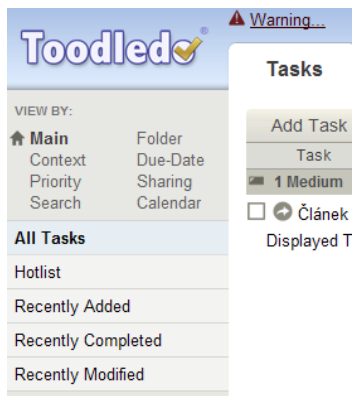 Toodledo®
Warning...
Tasks
VIEW BY:
Main Folder
Context Due-Date
Priority Sharing
Search Calendar
All Tasks
Hotlist
Recently Added
Recently Completed
Recently Modified
Add Task
Task
1 Medium
Článek
Displayed T